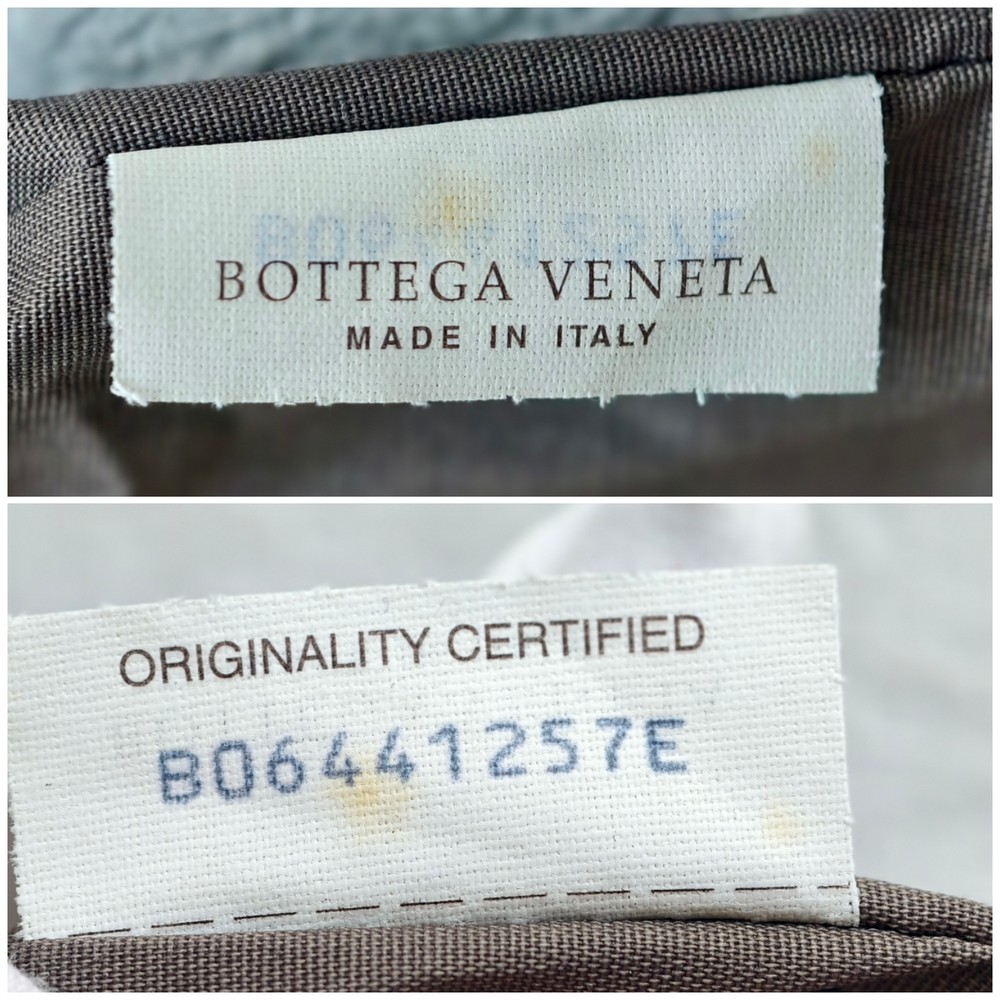 BOTTEGA VENETA
MADE IN ITALY
ORIGINALITY CERTIFIED
B06441257E